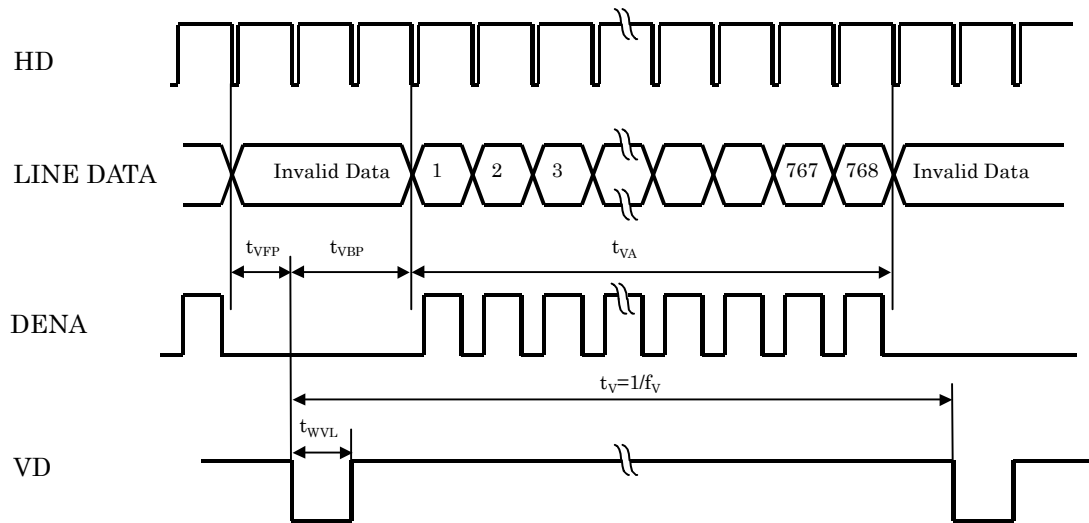 HD
LINE DATA
Invalid Data
1
2
3
767
768
Invalid Data
tVFP
tVBP
tVA
DENA
tV=1/fV
tWVL
VD